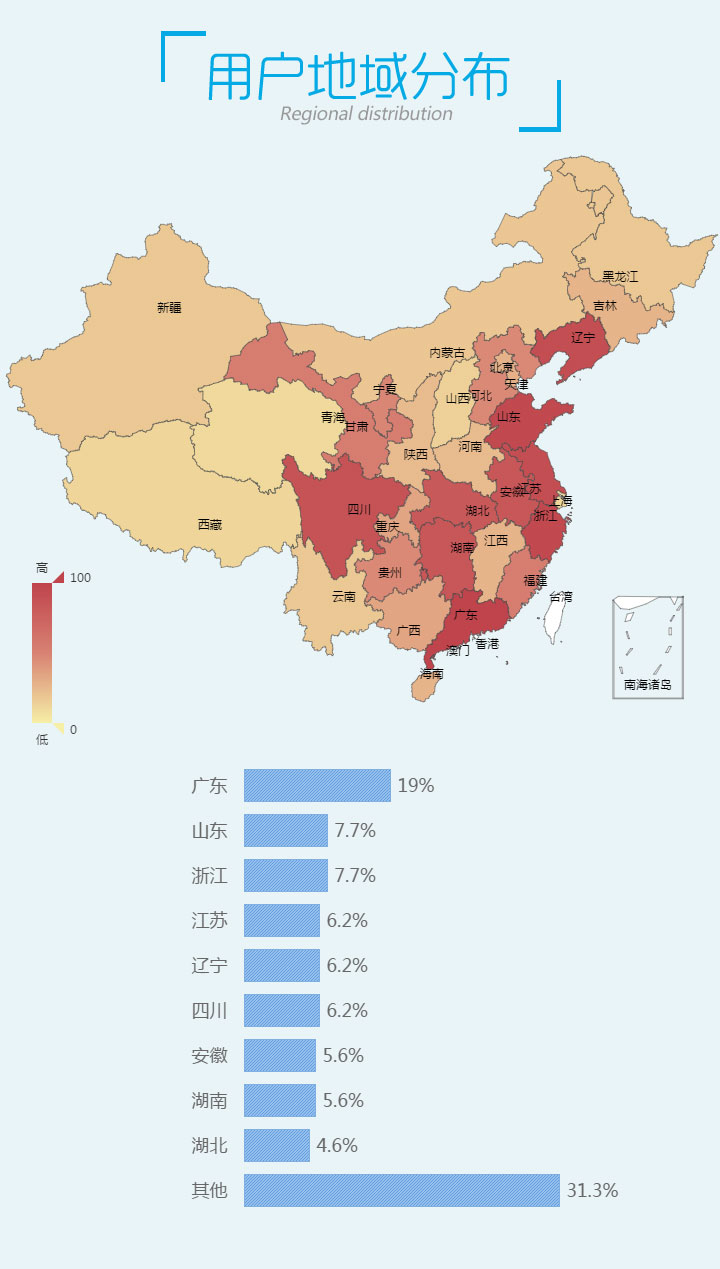 用户地域分布
Regional distribution
黑龙江
吉林
新疆
辽宁
内蒙古
北京
天津
宁夏
河北
山西
青海
甘肃
山东
河南
陕西
安徽
江苏
上海
四川
湖北
浙江
西藏
重庆
江西
湖南
贵州
福建
云南
台湾
广东
广西
香港
澳门
海南
南海诸岛
高
100
0
低
广东 19%
山东 7.7%
浙江 7.7%
江苏 6.2%
辽宁 6.2%
四川 6.2%
安徽 5.6%
湖南 5.6%
湖北 4.6%
其他 31.3%